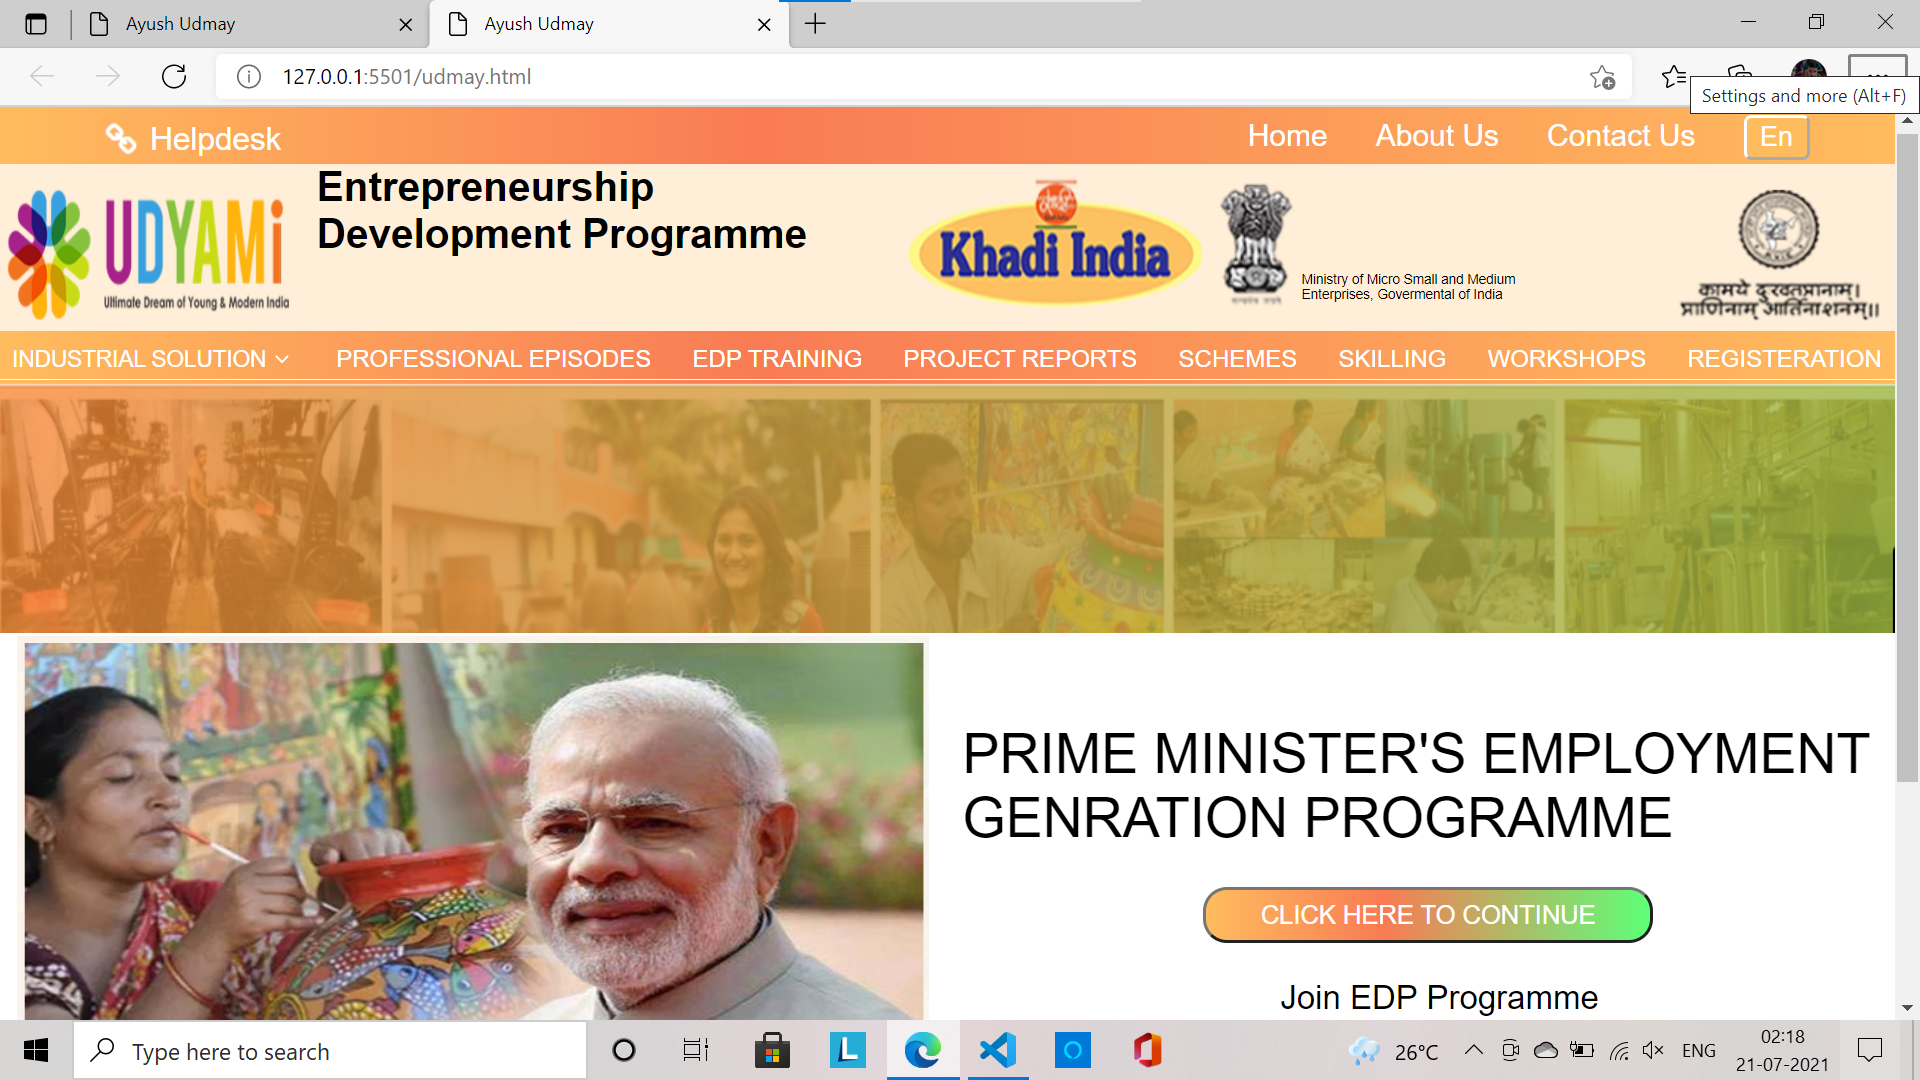 Ayush Udmay
Ayush Udmay
127.0.0.1:5501/udmay.html
Settings and more (Alt+F)
Helpdesk
Home
About Us
Contact Us
En
UDYAMi
Ultimate Dream of Young & Modern India
Entrepreneurship
Development Programme
Khadi India
Ministry of Micro Small and Medium
Enterprises, Govermental of India
कामये दुःखतप्तानाम्।
प्राणिनाम् आर्तिनाशनम्॥
INDUSTRIAL SOLUTION
PROFESSIONAL EPISODES
EDP TRAINING
PROJECT REPORTS
SCHEMES
SKILLING
WORKSHOPS
REGISTERATION
PRIME MINISTER'S EMPLOYMENT
GENRATION PROGRAMME
CLICK HERE TO CONTINUE
Join EDP Programme
Type here to search
26°C
ENG
02:18
21-07-2021